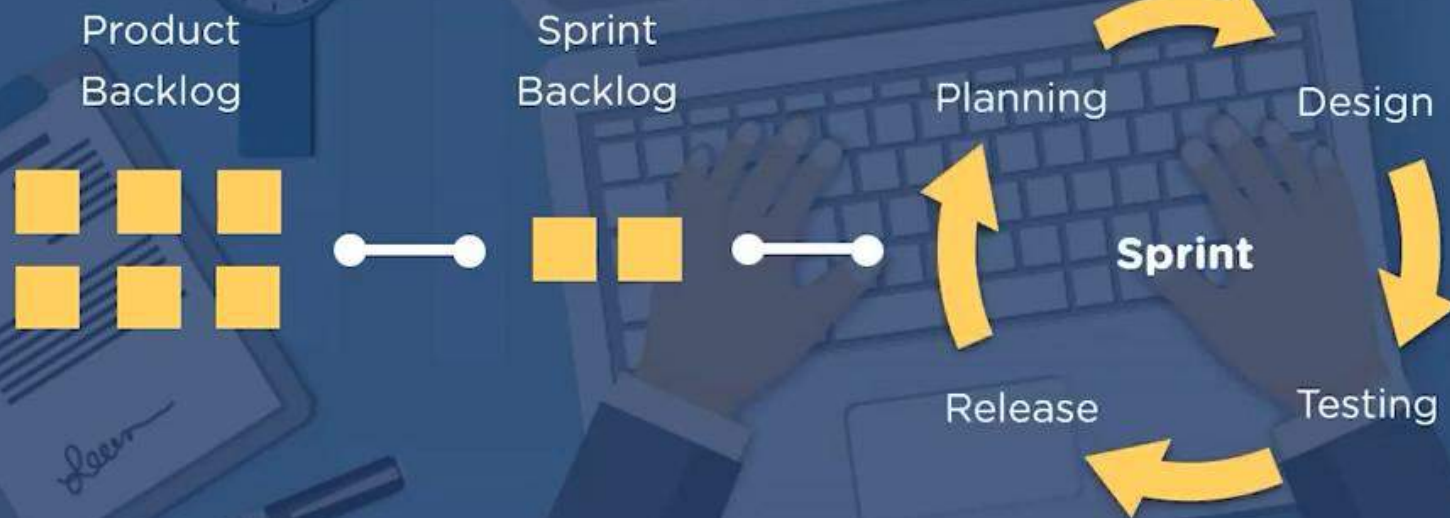 Product
Backlog
Sprint
Backlog
Planning
Design
Sprint
Release
Testing